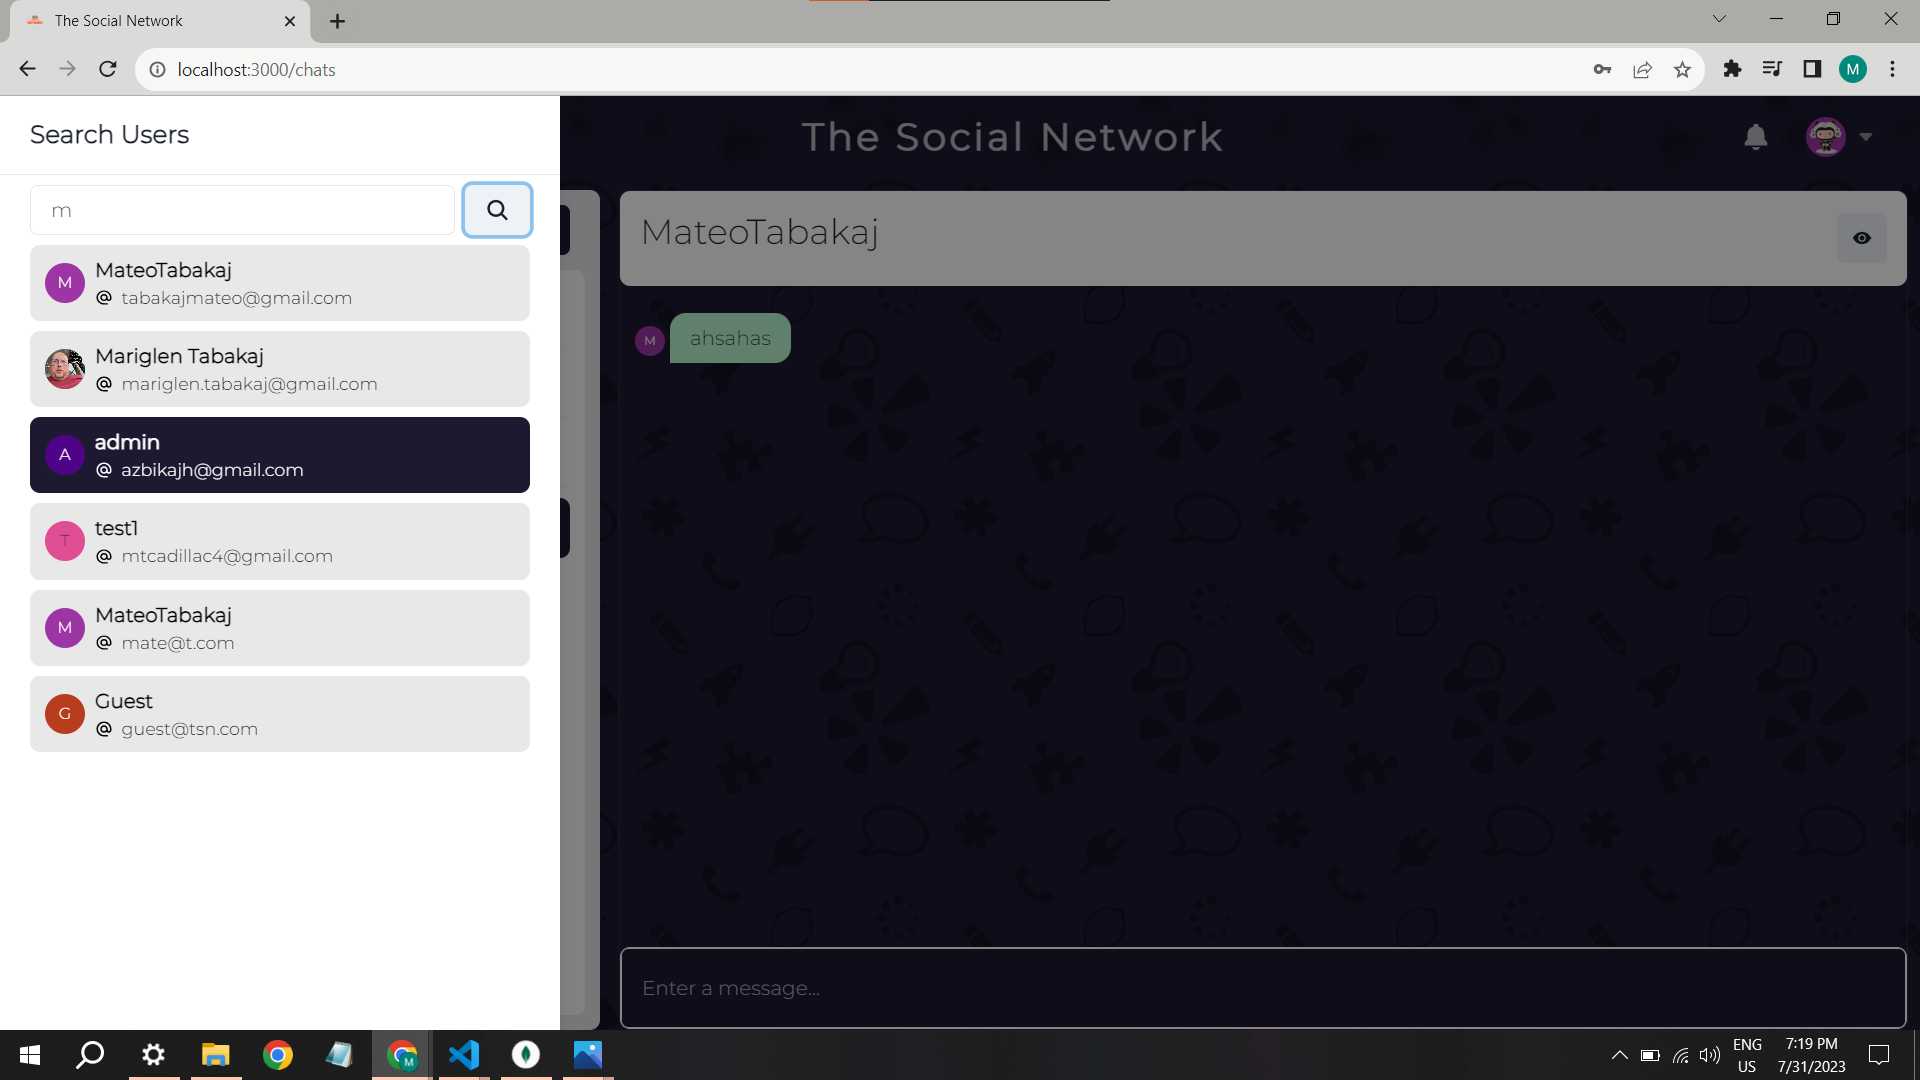 The Social Network
localhost:3000/chats
M
Search Users
m
M
MateoTabakaj
@ tabakajmateo@gmail.com
Mariglen Tabakaj
@ mariglen.tabakaj@gmail.com
A
admin
@ azbikajh@gmail.com
T
test1
@ mtcadillac4@gmail.com
M
MateoTabakaj
@ mate@t.com
G
Guest
@ guest@tsn.com
The Social Network
MateoTabakaj
M
ahsahas
Enter a message...
M
ENG
US
7:19 PM
7/31/2023